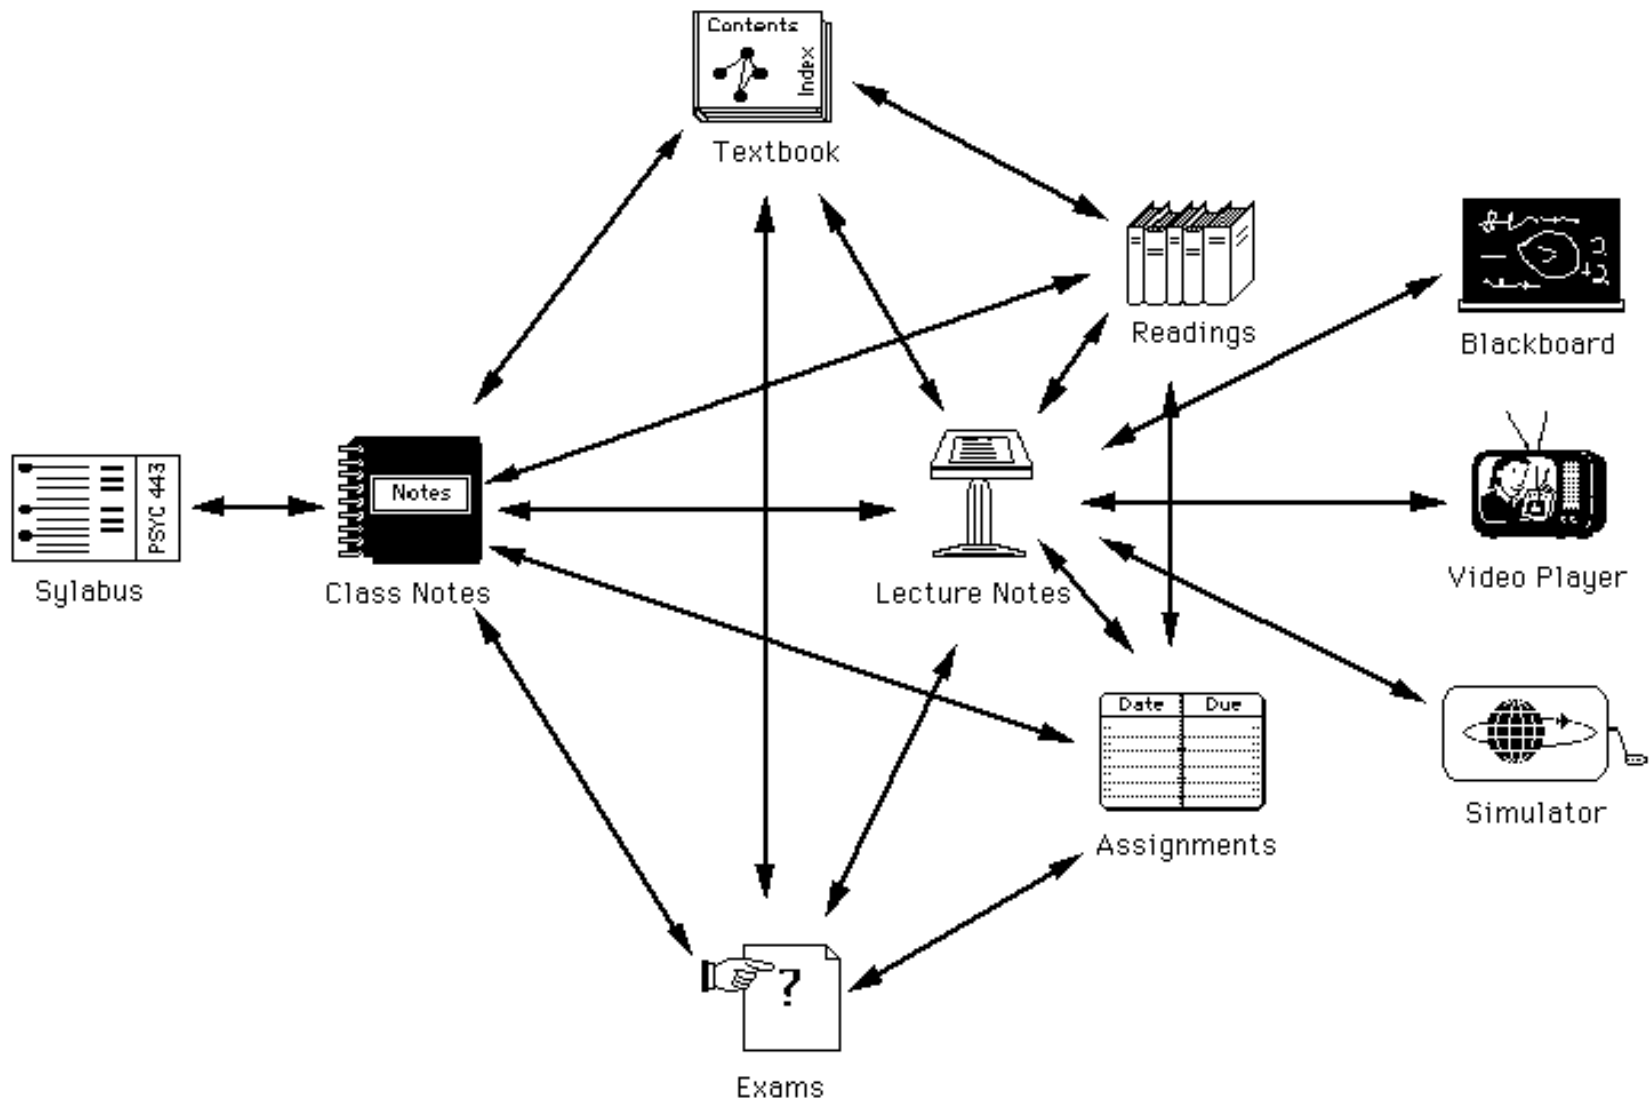 Contents
Index
Textbook
Readings
Blackboard
PSYC 443
Sylabus
Notes
Class Notes
Lecture Notes
Video Player
Date Due
Assignments
Simulator
?
Exams